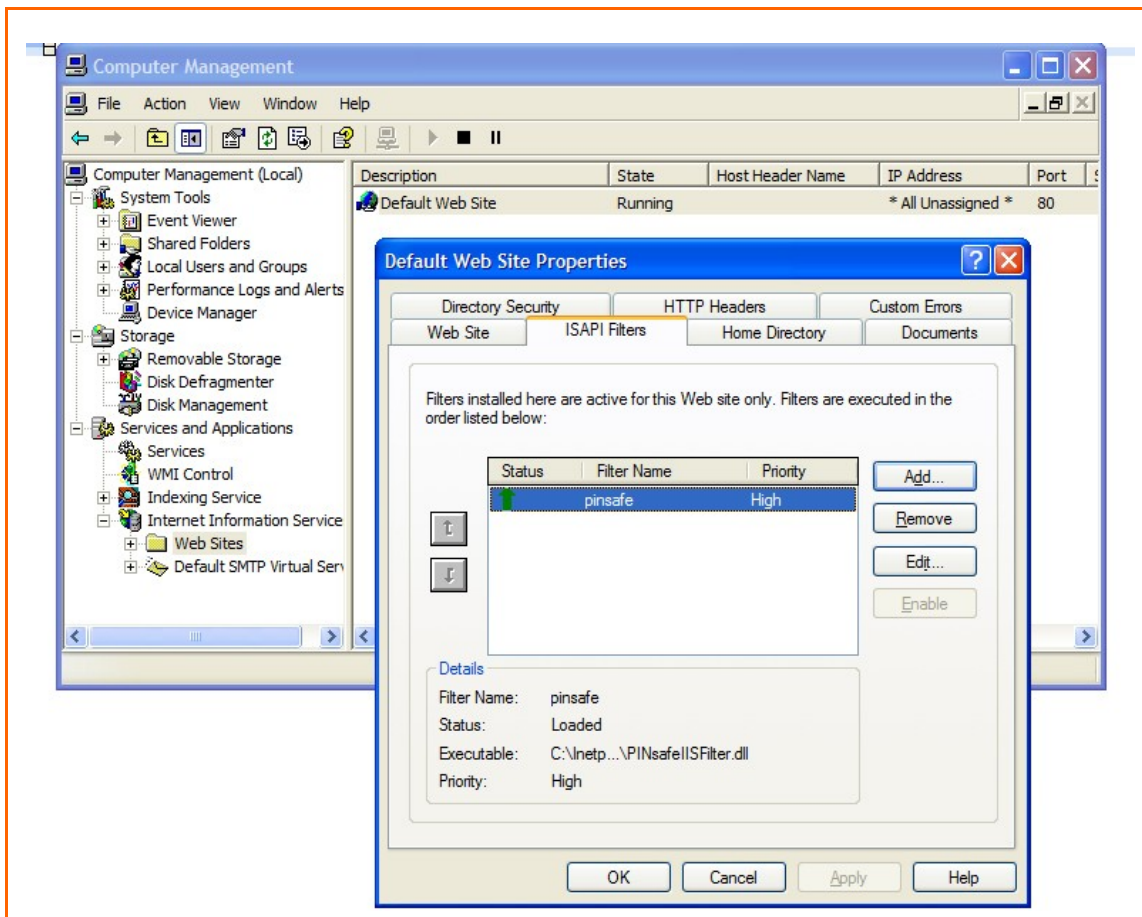 Computer Management
File Action View Window Help
Computer Management (Local)
System Tools
Event Viewer
Shared Folders
Local Users and Groups
Performance Logs and Alerts
Device Manager
Storage
Removable Storage
Disk Defragmenter
Disk Management
Services and Applications
Services
WMI Control
Indexing Service
Internet Information Service
Web Sites
Default SMTP Virtual Serv
Description State Host Header Name IP Address Port S
Default Web Site Running * All Unassigned * 80
Default Web Site Properties
Directory Security HTTP Headers Custom Errors
Web Site ISAPI Filters Home Directory Documents
Filters installed here are active for this Web site only. Filters are executed in the
order listed below:
Status Filter Name Priority
pinsafe High
Add...
Remove
Edit...
Enable
Details
Filter Name: pinsafe
Status: Loaded
Executable: C:\Inetp...\PINsafeIISFilter.dll
Priority: High
OK Cancel Apply Help